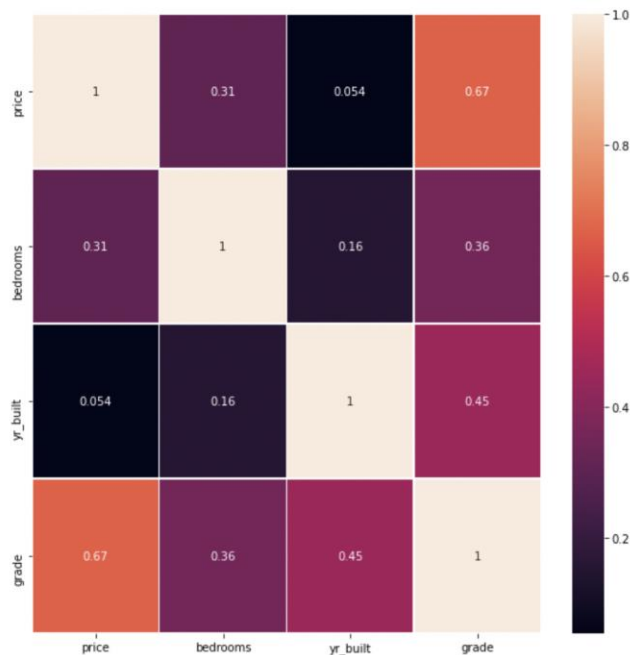 1.0
price 1 0.31 0.054 0.67
0.8
bedrooms 0.31 1 0.16 0.36
0.6
yr_built 0.054 0.16 1 0.45
0.4
grade 0.67 0.36 0.45 1
0.2
price bedrooms yr_built grade